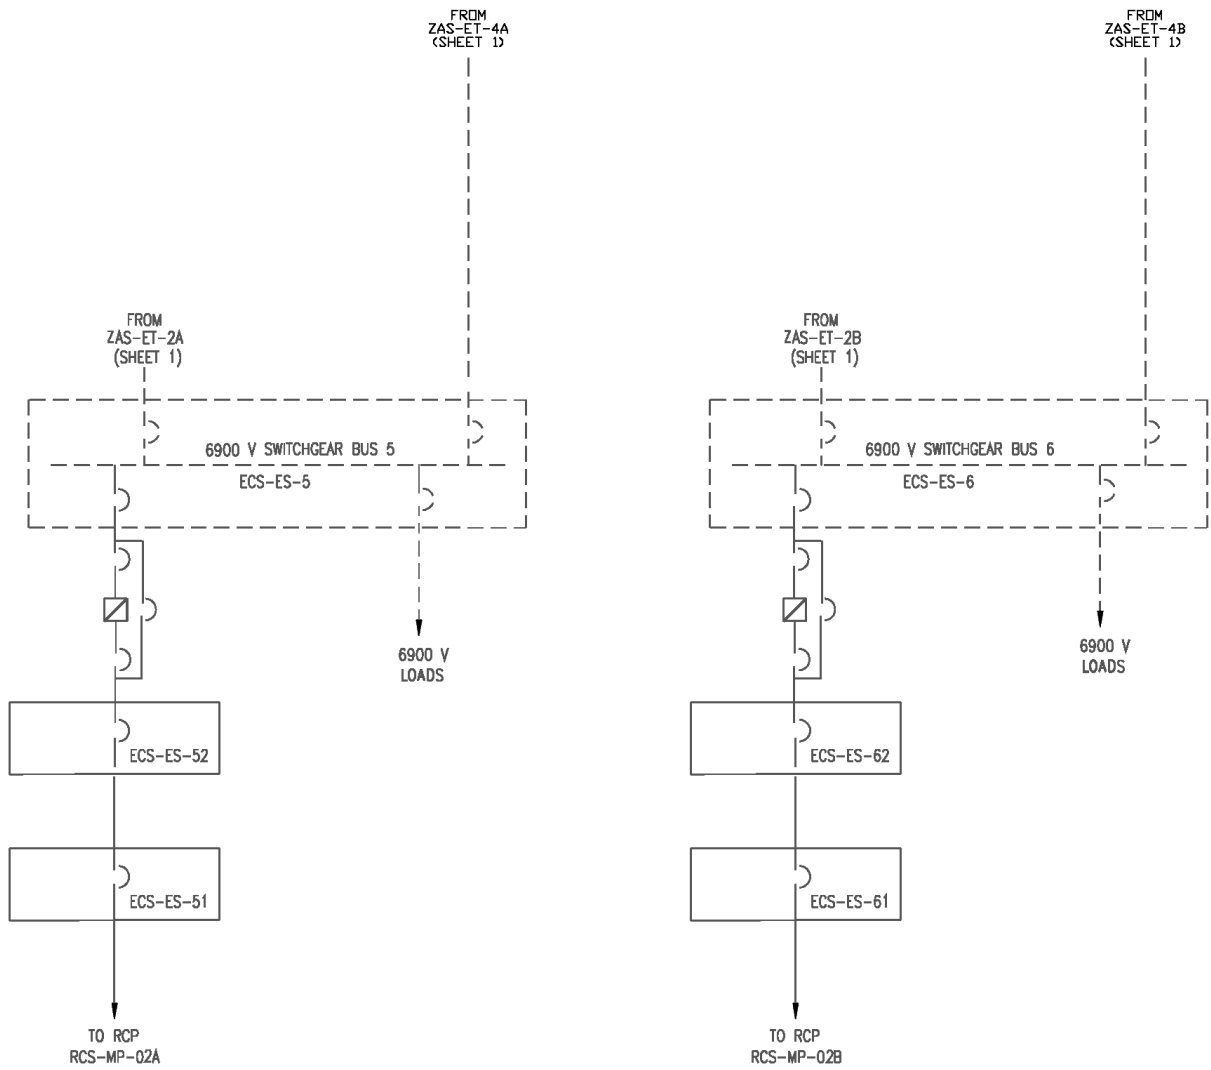 FROM
ZAS-ET-4A
(SHEET 1)
FROM
ZAS-ET-4B
(SHEET 1)
FROM
ZAS-ET-2A
(SHEET 1)
FROM
ZAS-ET-2B
(SHEET 1)
6900 V SWITCHGEAR BUS 5
ECS-ES-5
6900 V SWITCHGEAR BUS 6
ECS-ES-6
6900 V
LOADS
6900 V
LOADS
ECS-ES-52
ECS-ES-62
ECS-ES-51
ECS-ES-61
TO RCP
RCS-MP-02A
TO RCP
RCS-MP-02B